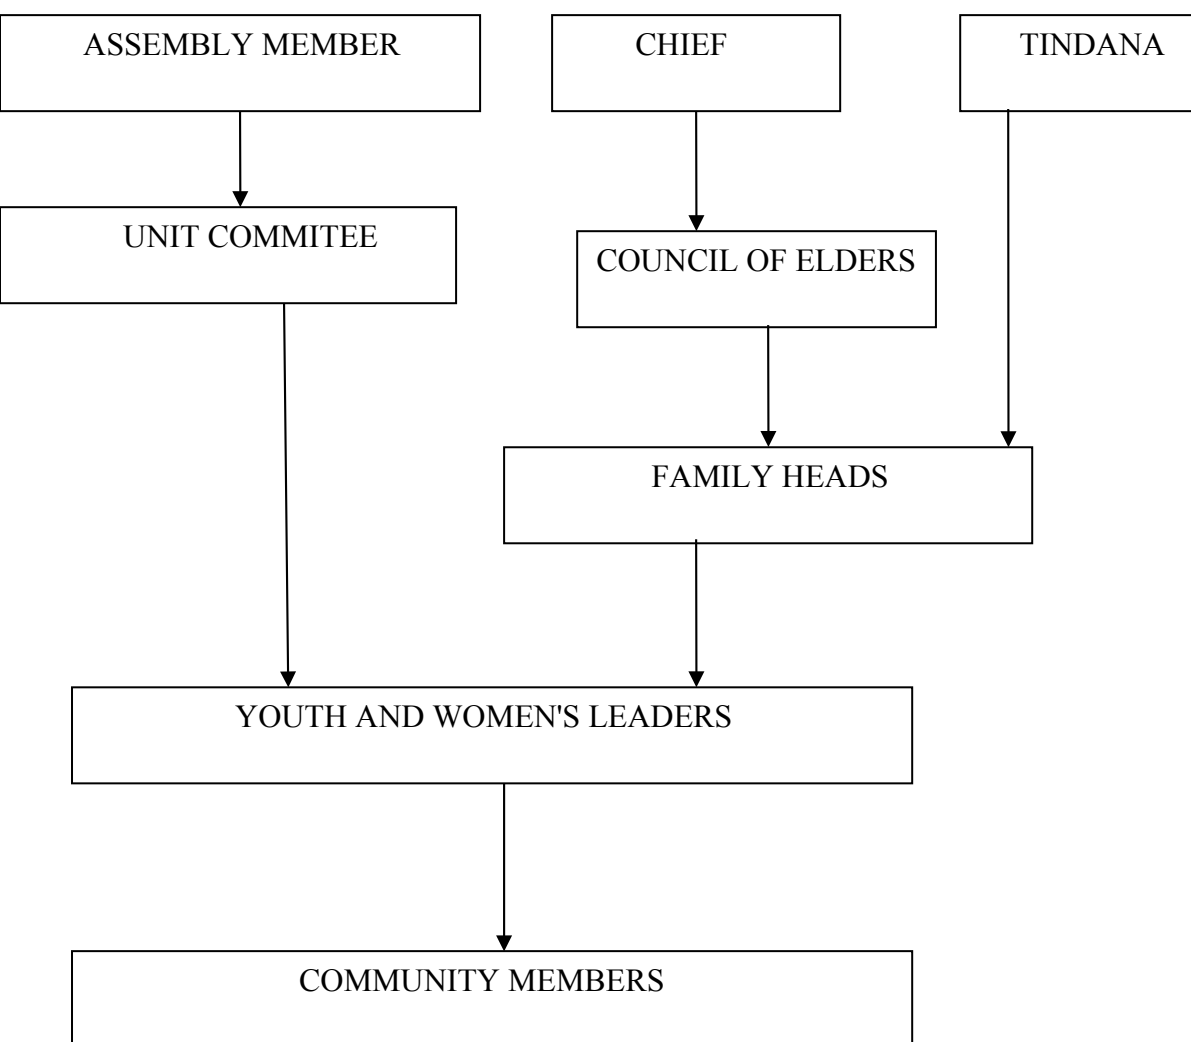 ASSEMBLY MEMBER
CHIEF
TINDANA
UNIT COMMITEE
COUNCIL OF ELDERS
FAMILY HEADS
YOUTH AND WOMEN'S LEADERS
COMMUNITY MEMBERS